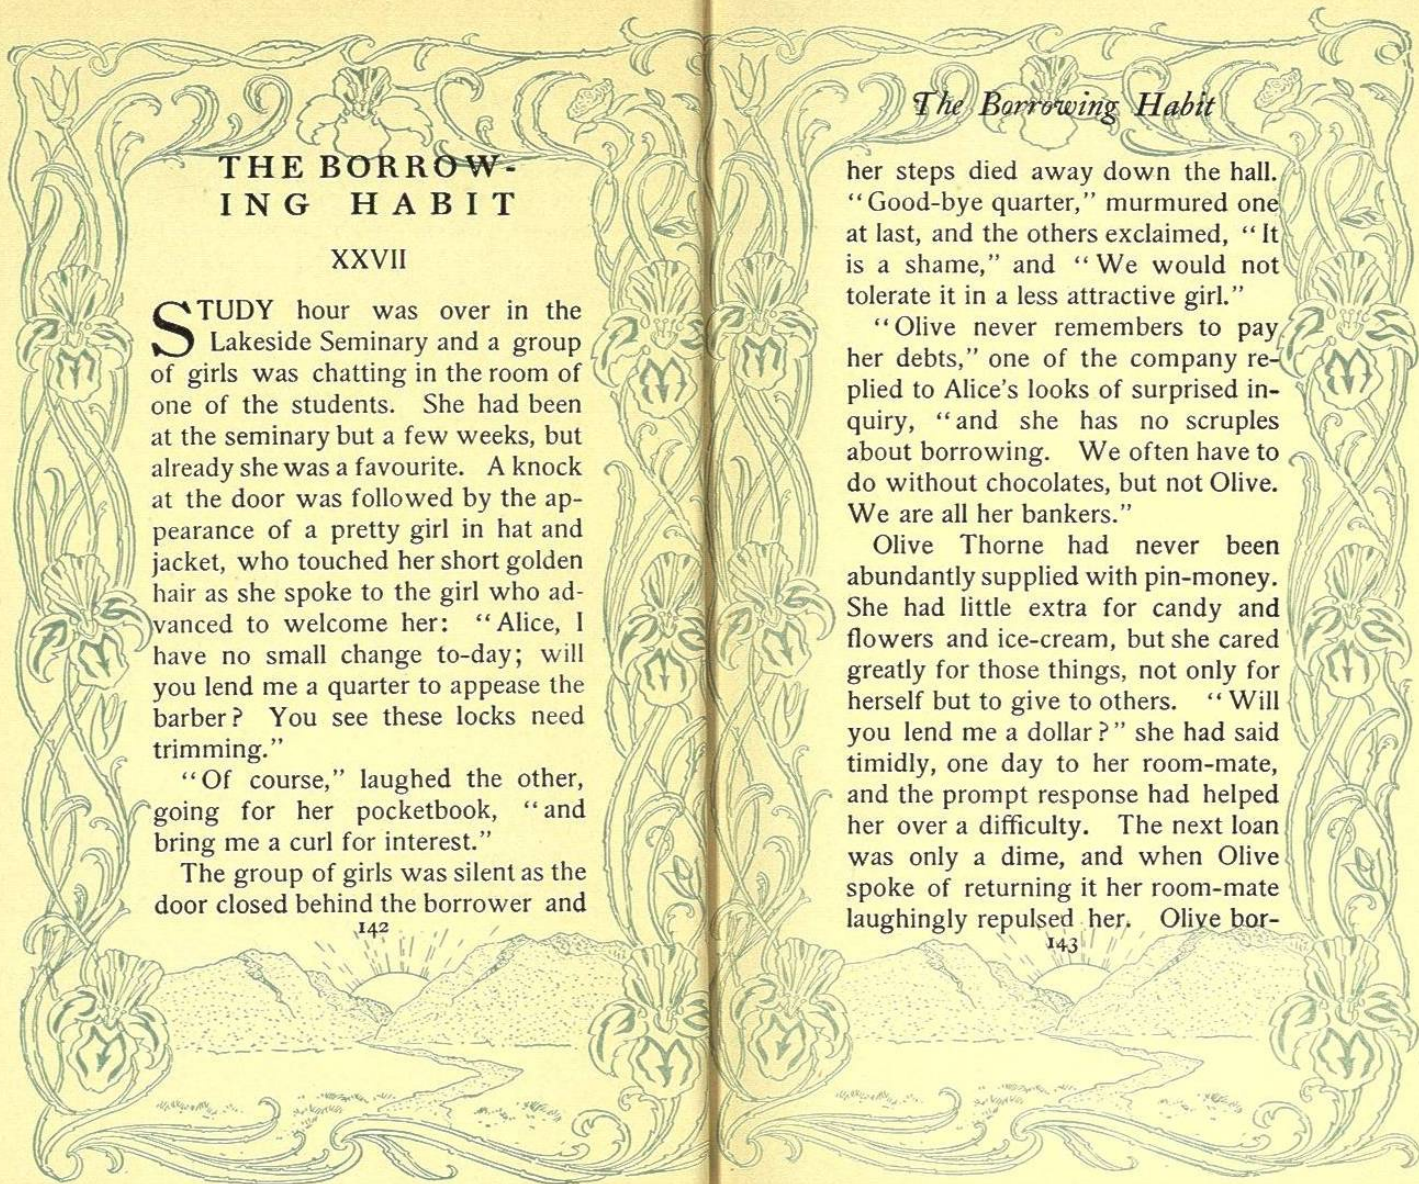 THE BORROW-
ING HABIT
XXVII
STUDY hour was over in the
Lakeside Seminary and a group
of girls was chatting in the room of
one of the students. She had been
at the seminary but a few weeks, but
already she was a favourite. A knock
at the door was followed by the ap-
pearance of a pretty girl in hat and
jacket, who touched her short golden
hair as she spoke to the girl who ad-
vanced to welcome her: "Alice, I
have no small change to-day; will
you lend me a quarter to appease the
barber? You see these locks need
trimming."
"Of course," laughed the other,
going for her pocketbook, "and
bring me a curl for interest."
The group of girls was silent as the
door closed behind the borrower and
142
The Borrowing Habit
her steps died away down the hall.
"Good-bye quarter," murmured one
at last, and the others exclaimed, "It
is a shame," and "We would not
tolerate it in a less attractive girl."
"Olive never remembers to pay
her debts," one of the company re-
plied to Alice's looks of surprised in-
quiry, "and she has no scruples
about borrowing. We often have to
do without chocolates, but not Olive.
We are all her bankers."
Olive Thorne had never been
abundantly supplied with pin-money.
She had little extra for candy and
flowers and ice-cream, but she cared
greatly for those things, not only for
herself but to give to others. "Will
you lend me a dollar?" she had said
timidly, one day to her room-mate,
and the prompt response had helped
her over a difficulty. The next loan
was only a dime, and when Olive
spoke of returning it her room-mate
laughingly repulsed her. Olive bor-
143